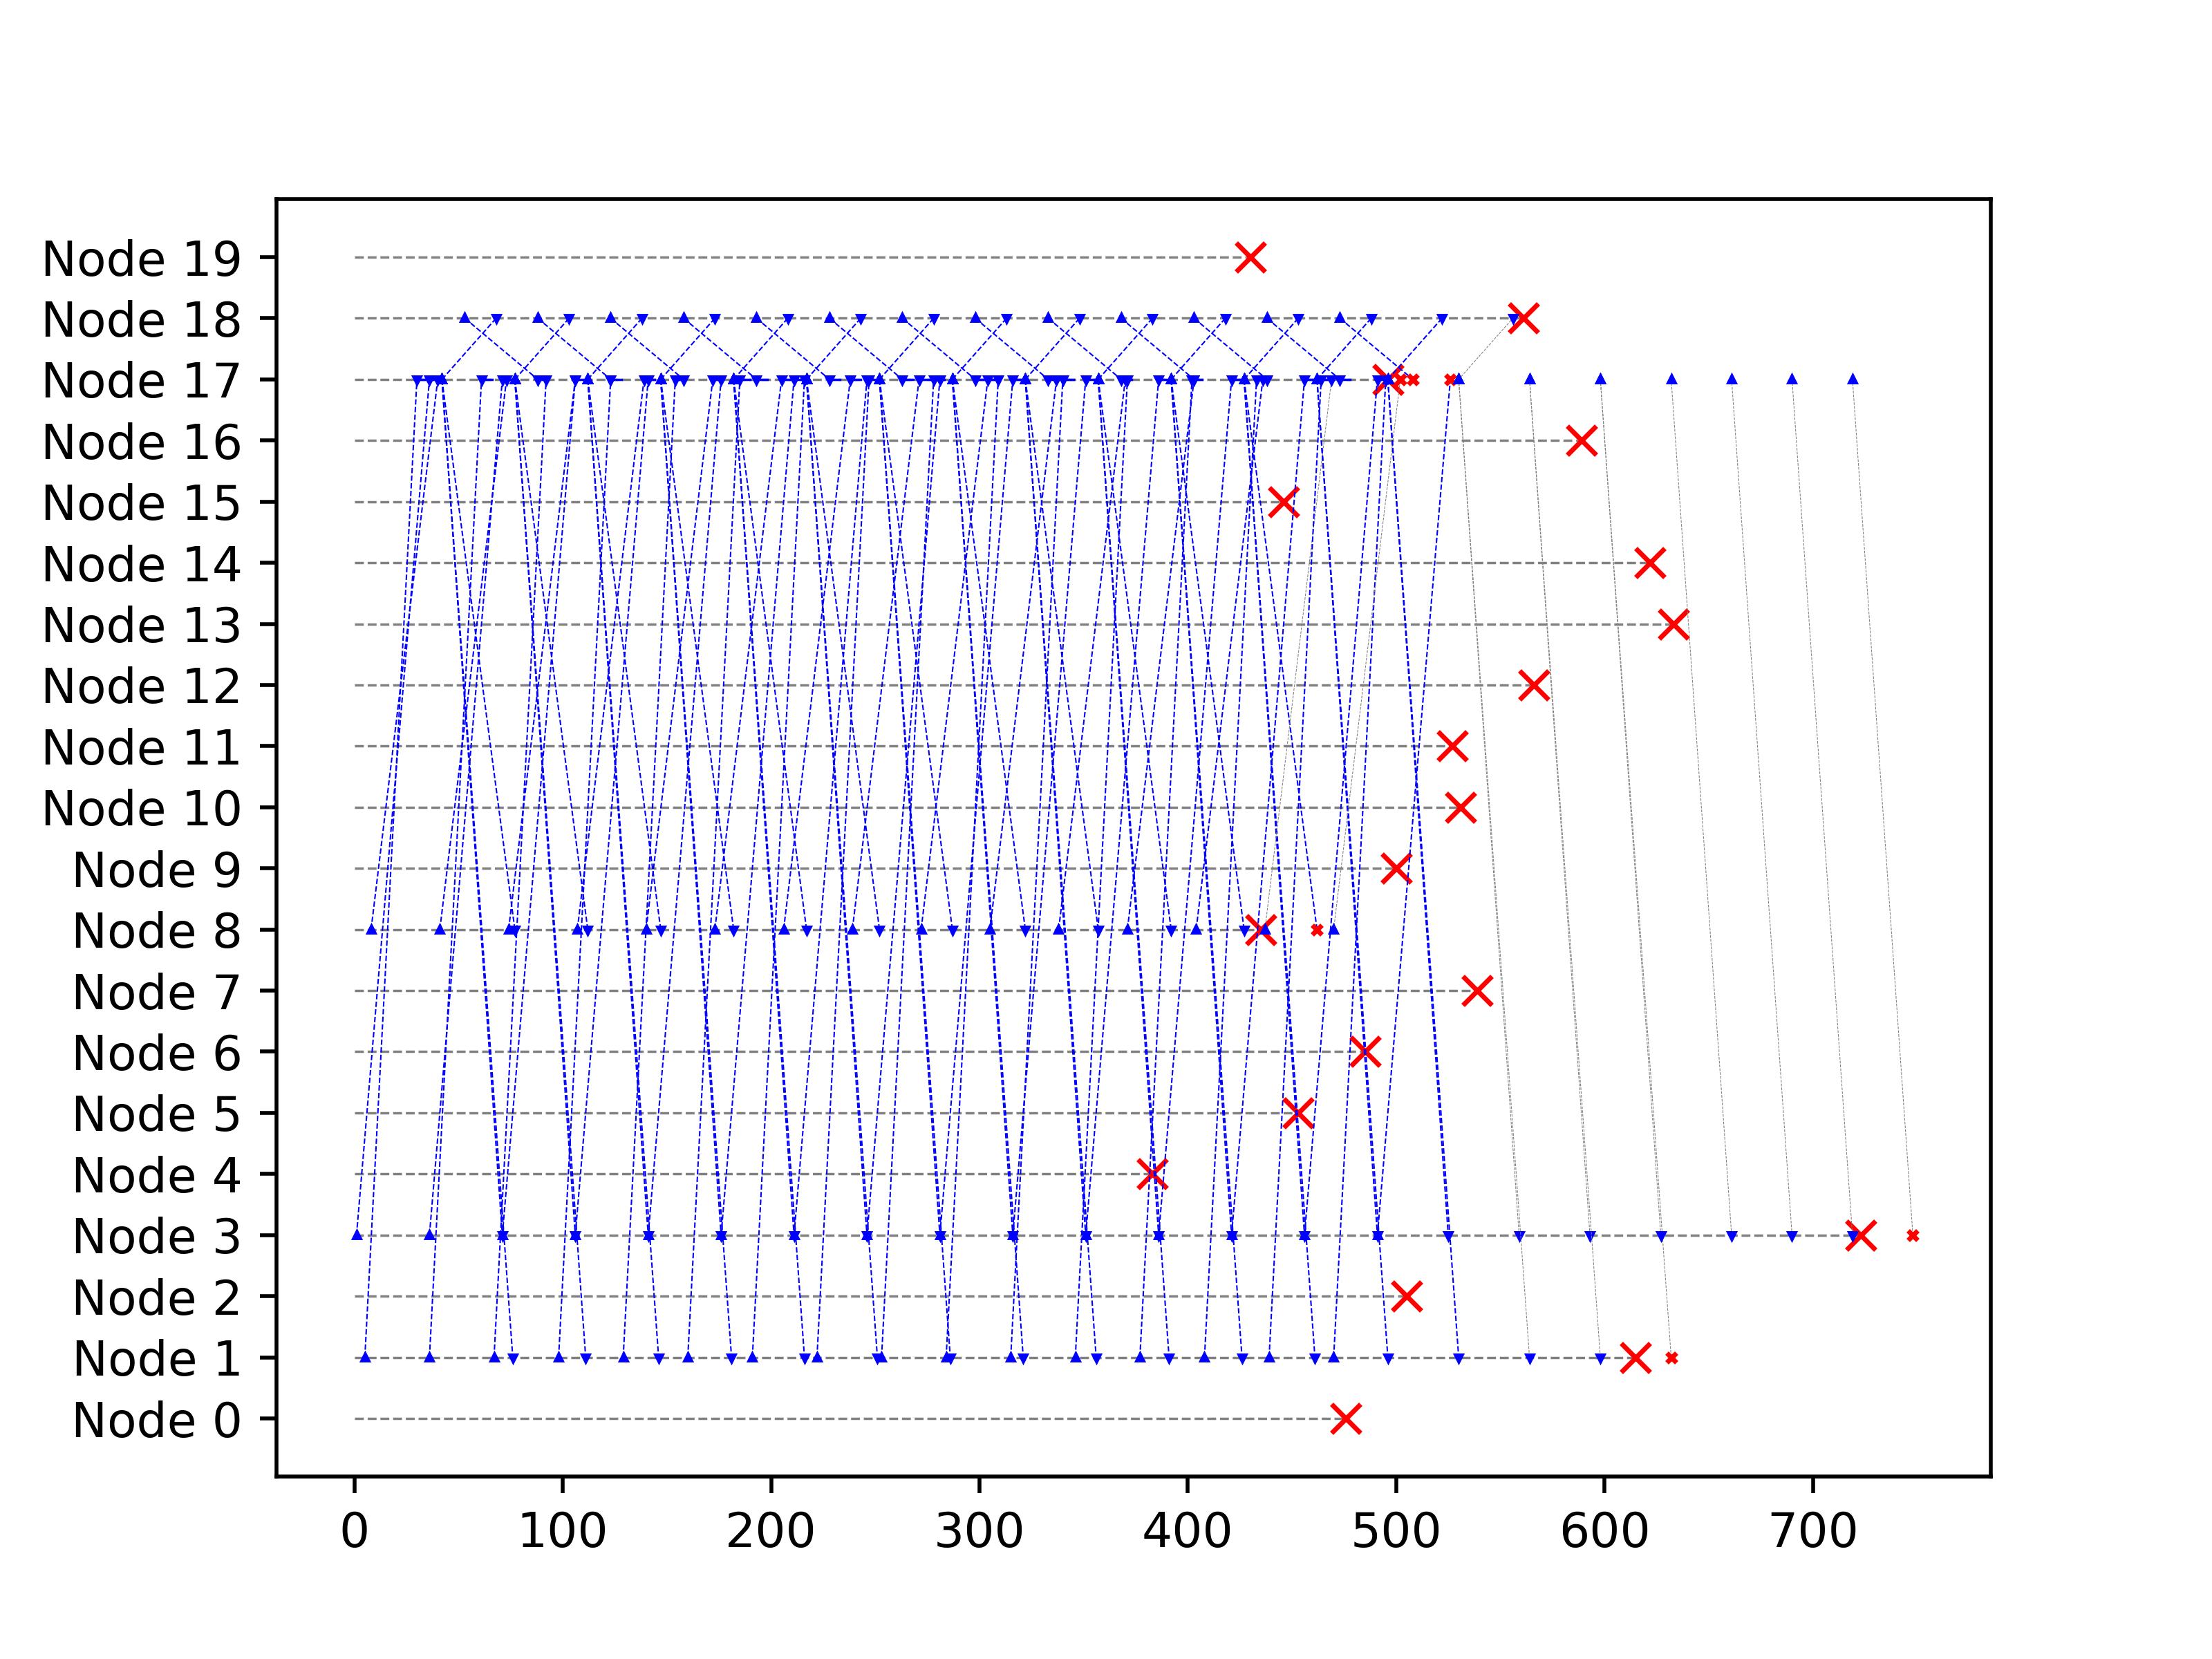 Node 19
Node 18
Node 17
Node 16
Node 15
Node 14
Node 13
Node 12
Node 11
Node 10
Node 9
Node 8
Node 7
Node 6
Node 5
Node 4
Node 3
Node 2
Node 1
Node 0
0 100 200 300 400 500 600 700